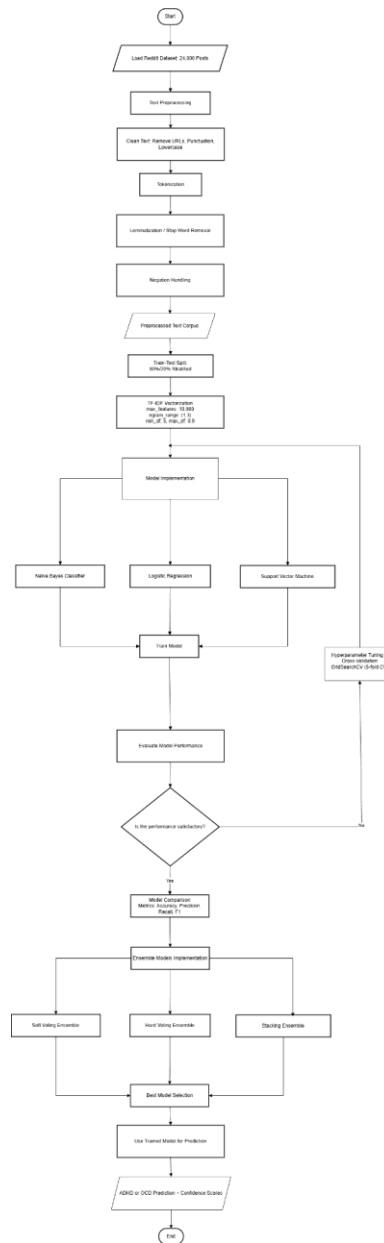 Start
Load Reddit Dataset: 24,000 Posts
Text Preprocessing
Clean Text: Remove URLs, Punctuation,
Lowercase
Tokenization
Lemmatization / Stop Word Removal
Negation Handling
Preprocessed Text Corpus
Train-Test Split
80%/20% Stratified
TF-IDF Vectorization
max_features: 10,000
ngram_range: (1,3)
min_df: 5, max_df: 0.8
Model Implementation
Naive Bayes Classifier
Logistic Regression
Support Vector Machine
Train Model
Hyperparameter Tuning
Cross-Validation
GridSearchCV (5-fold CV
Evaluate Model Performance
Is the performance satisfactory?
No
Yes
Model Comparison
Metrics: Accuracy, Precision
Recall, F1
Ensemble Models Implementation
Soft Voting Ensemble
Hard Voting Ensemble
Stacking Ensemble
Best Model Selection
Use Trained Model for Prediction
ADHD or OCD Prediction + Confidence Scores
End